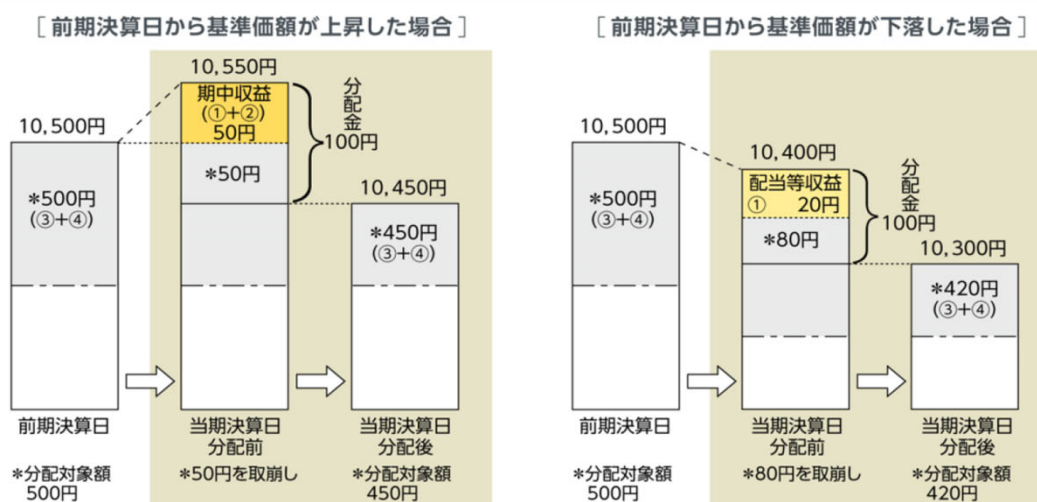 [前期決算日から基準価額が上昇した場合]
10,550円
期中収益
(①+②)
50円
分配金
100円
10,500円
*500円
(③+④)
*50円
10,450円
*450円
(③+④)
前期決算日
当期決算日
分配前
当期決算日
分配後
*分配対象額
500円
*50円を取崩し
*分配対象額
450円
[前期決算日から基準価額が下落した場合]
10,500円
*500円
(③+④)
10,400円
配当等収益
① 20円
*80円
分配金
100円
10,300円
*420円
(③+④)
前期決算日
当期決算日
分配前
当期決算日
分配後
*分配対象額
500円
*80円を取崩し
*分配対象額
420円